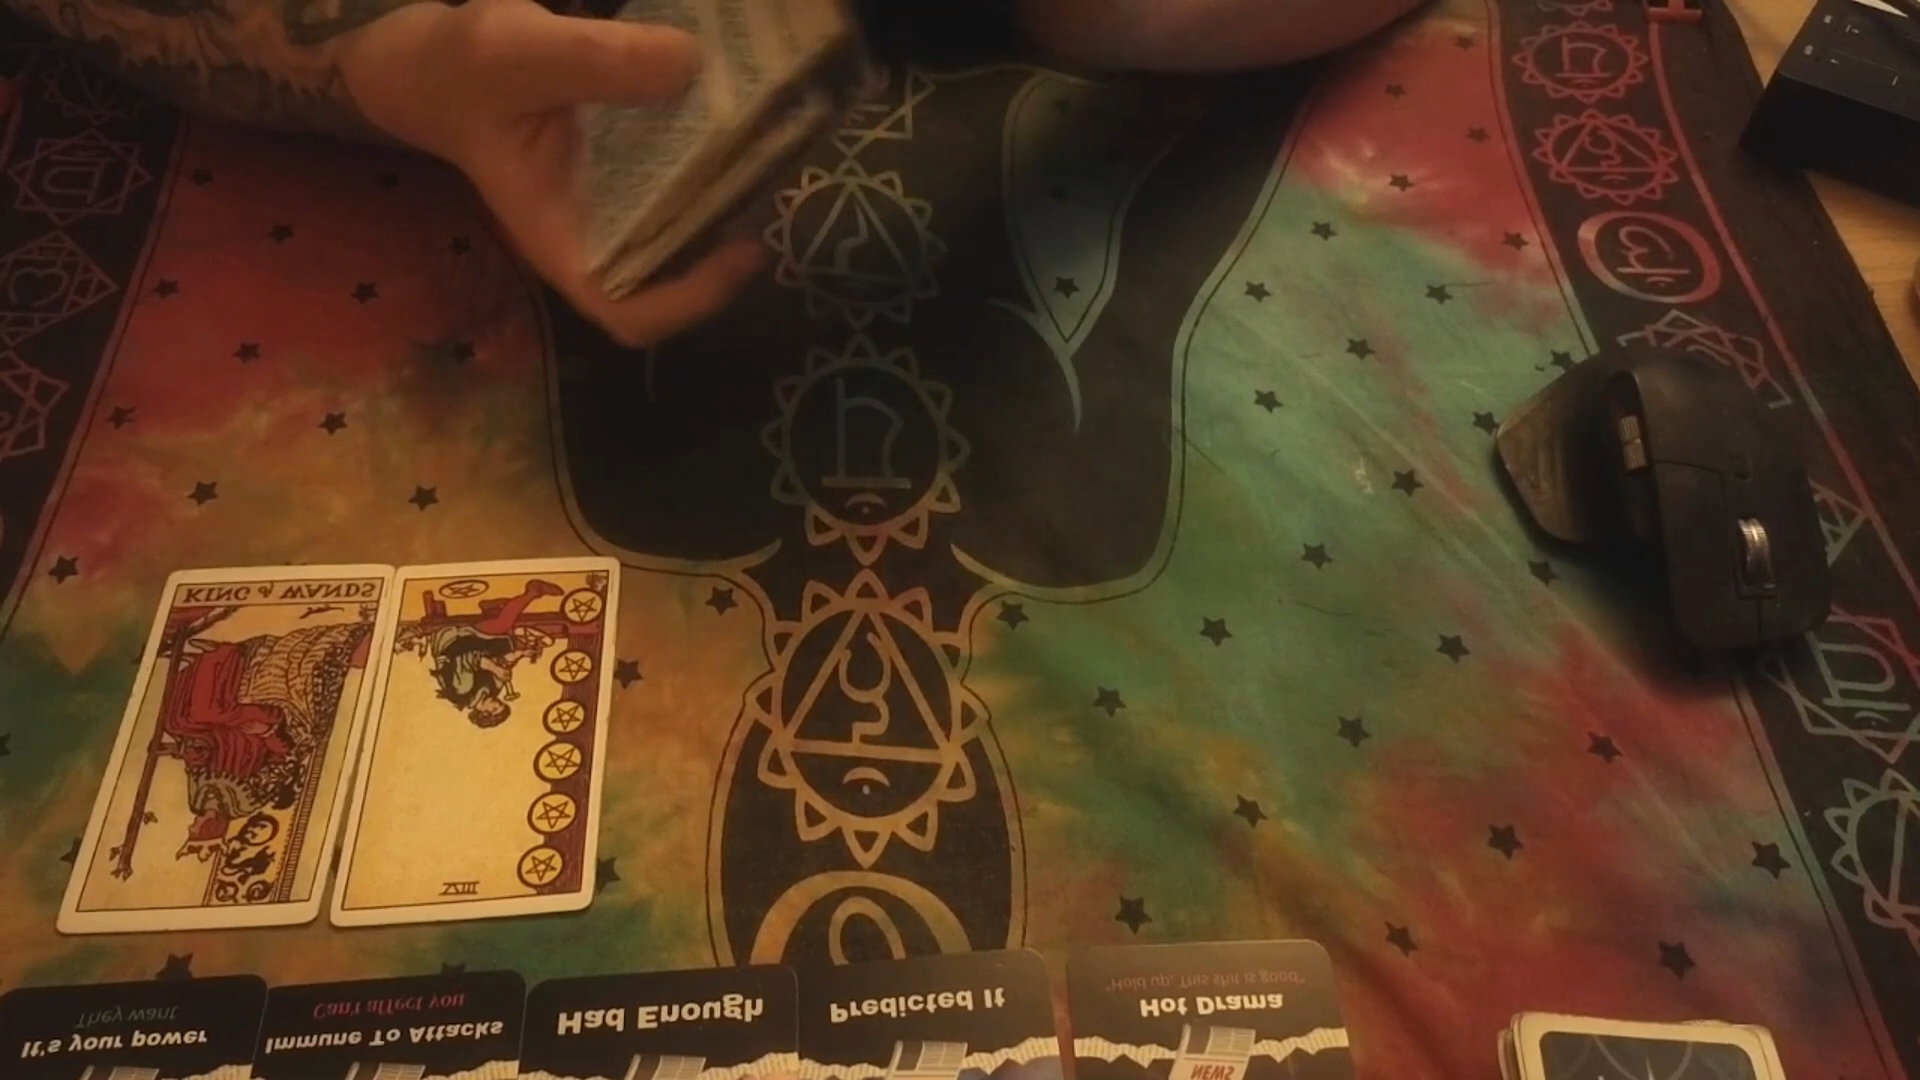 KING of WANDS
VIII
They want
It's your power
Can't affect you
Immune To Attacks
Had Enough
Predicted It
"Hold up, This shit is good"
Hot Drama
NEWS